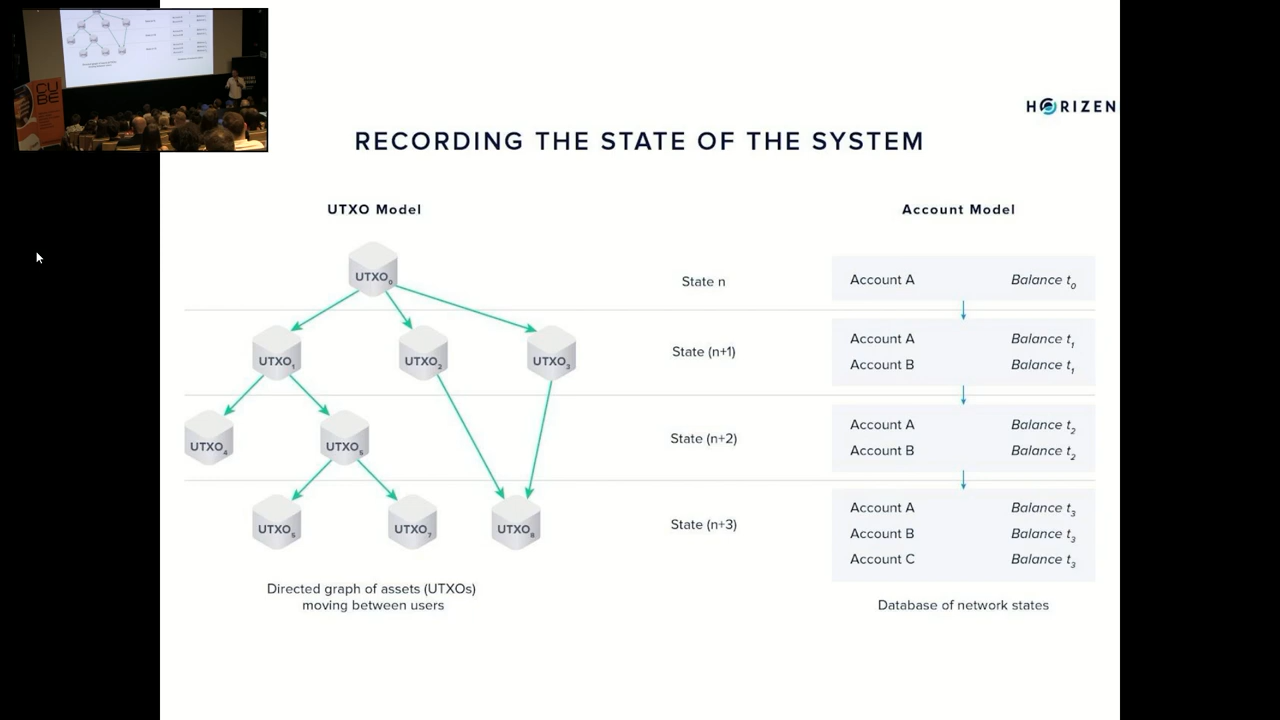 CU
BE
HORIZEN
RECORDING THE STATE OF THE SYSTEM
UTXO Model
Account Model
UTXO0
State n
Account A Balance t0
UTXO1 UTXO2 UTXO3
State (n+1)
Account A Balance t1
Account B Balance t1
UTXO4 UTXO5
State (n+2)
Account A Balance t2
Account B Balance t2
UTXO6 UTXO7 UTXO8
State (n+3)
Account A Balance t3
Account B Balance t3
Account C Balance t3
Directed graph of assets (UTXOs)
moving between users
Database of network states